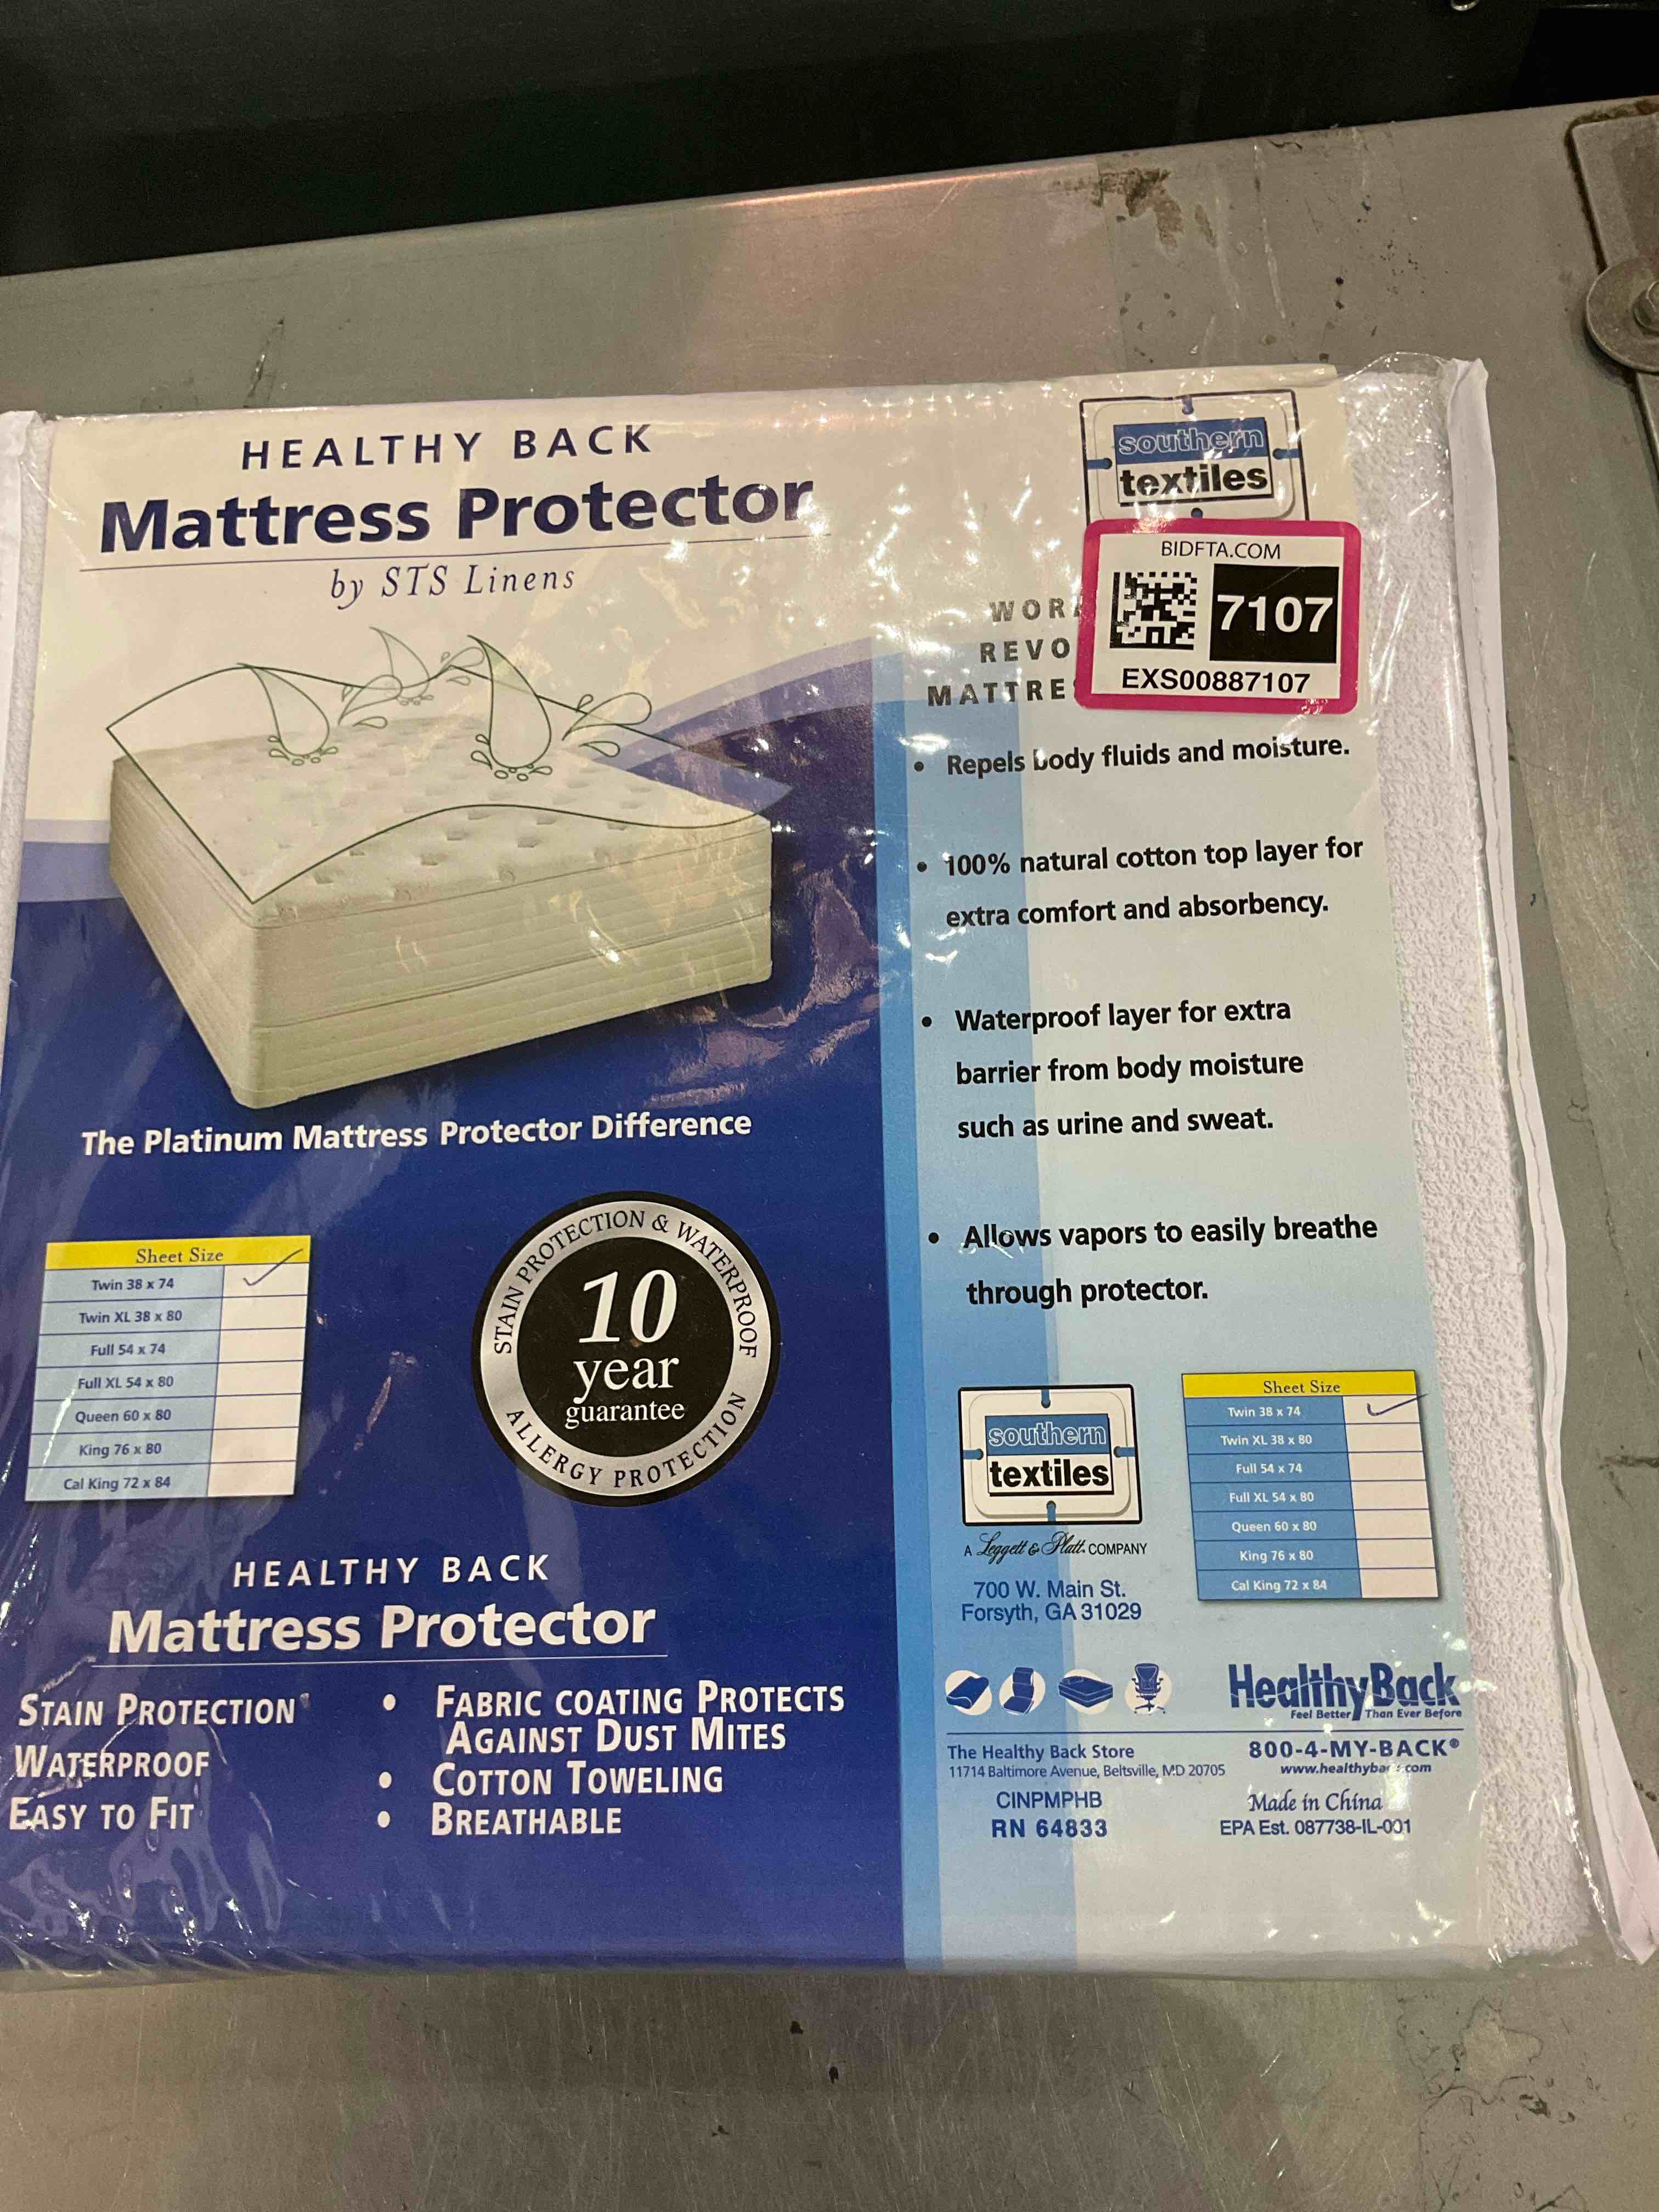 HEALTHY BACK
Mattress Protector
by STS Linens
southern
textiles
BIDFTA.COM
7107
EXS00887107
REVO
MATTRE
• Repels body fluids and moisture.
• 100% natural cotton top layer for
extra comfort and absorbency.
• Waterproof layer for extra
barrier from body moisture
such as urine and sweat.
• Allows vapors to easily breathe
through protector.
The Platinum Mattress Protector Difference
Sheet Size
Twin 38 x 74
Twin XL 38 x 80
Full 54 x 74
Full XL 54 x 80
Queen 60 x 80
King 76 x 80
Cal King 72 x 84
STAIN PROTECTION & WATERPROOF
10
year
guarantee
ALLERGY PROTECTION
HEALTHY BACK
Mattress Protector
STAIN PROTECTION
WATERPROOF
EASY TO FIT
• FABRIC COATING PROTECTS
AGAINST DUST MITES
• COTTON TOWELING
• BREATHABLE
southern
textiles
A Leggett & Platt COMPANY
700 W. Main St.
Forsyth, GA 31029
Sheet Size
Twin 38 x 74
Twin XL 38 x 80
Full 54 x 74
Full XL 54 x 80
Queen 60 x 80
King 76 x 80
Cal King 72 x 84
HealthyBack
Feel Better Than Ever Before
The Healthy Back Store
11714 Baltimore Avenue, Beltsville, MD 20705
800-4-MY-BACK®
CINPMPHB
RN 64833
Made in China
EPA Est. 087738-IL-001